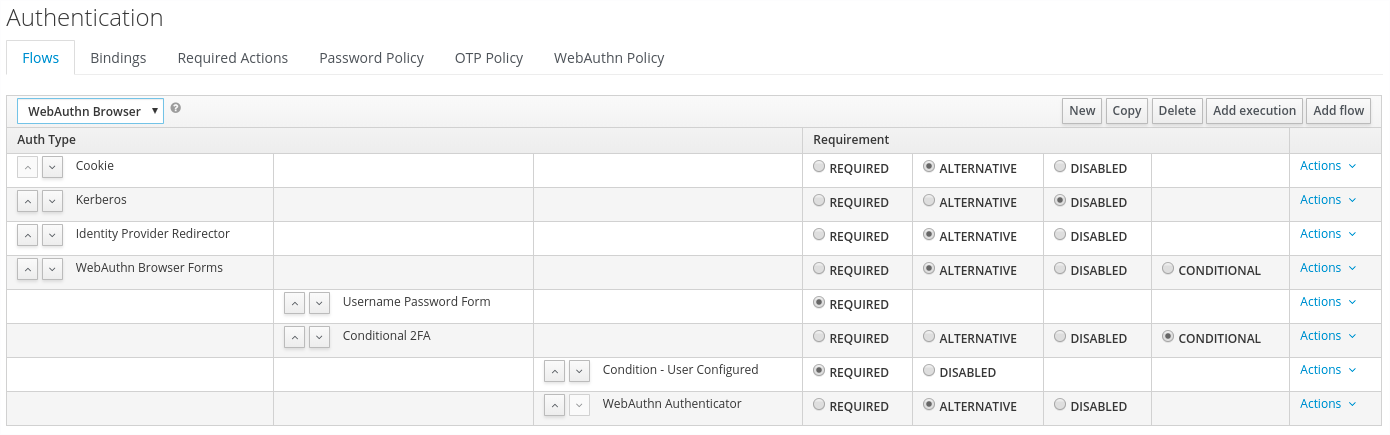 Authentication
Flows Bindings Required Actions Password Policy OTP Policy WebAuthn Policy
WebAuthn Browser ▾ ? New Copy Delete Add execution Add flow
Auth Type Requirement
Cookie REQUIRED ALTERNATIVE DISABLED Actions
Kerberos REQUIRED ALTERNATIVE DISABLED Actions
Identity Provider Redirector REQUIRED ALTERNATIVE DISABLED Actions
WebAuthn Browser Forms REQUIRED ALTERNATIVE DISABLED CONDITIONAL Actions
Username Password Form REQUIRED Actions
Conditional 2FA REQUIRED ALTERNATIVE DISABLED CONDITIONAL Actions
Condition - User Configured REQUIRED DISABLED Actions
WebAuthn Authenticator REQUIRED ALTERNATIVE DISABLED Actions